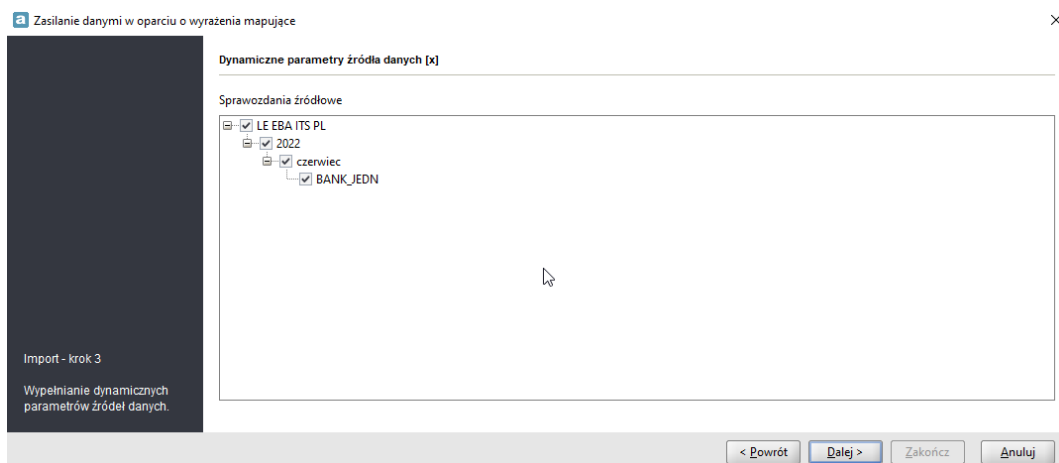 a Zasilanie danymi w oparciu o wyrażenia mapujące
Dynamiczne parametry źródła danych [x]
Sprawozdania źródłowe
LE EBA ITS PL
2022
czerwiec
BANK_JEDN
Import - krok 3
Wypełnianie dynamicznych
parametrów źródeł danych.
< Powrót Dalej > Zakończ Anuluj